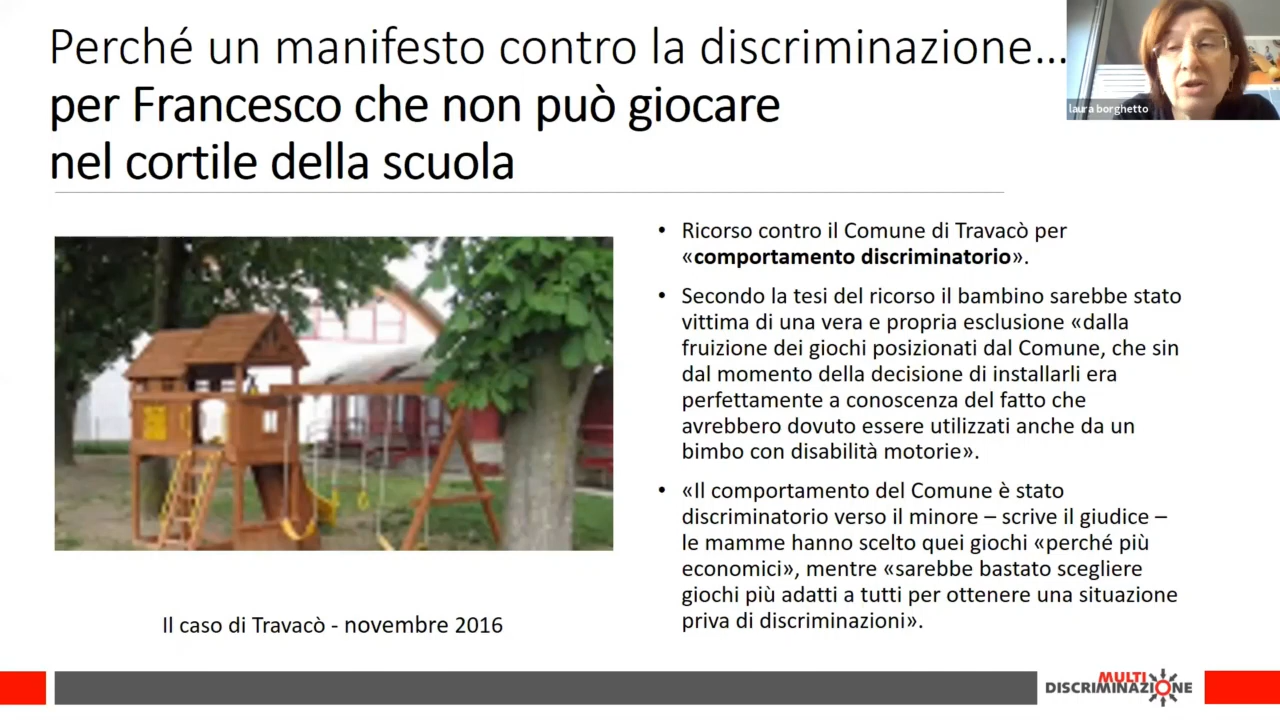 Perché un manifesto contro la discriminazione...
per Francesco che non può giocare
nel cortile della scuola
laura borghetto
• Ricorso contro il Comune di Travacò per
«comportamento discriminatorio».
• Secondo la tesi del ricorso il bambino sarebbe stato
vittima di una vera e propria esclusione «dalla
fruizione dei giochi posizionati dal Comune, che sin
dal momento della decisione di installarli era
perfettamente a conoscenza del fatto che
avrebbero dovuto essere utilizzati anche da un
bimbo con disabilità motorie».
• «Il comportamento del Comune è stato
discriminatorio verso il minore – scrive il giudice –
le mamme hanno scelto quei giochi «perché più
economici», mentre «sarebbe bastato scegliere
giochi più adatti a tutti per ottenere una situazione
priva di discriminazioni».
Il caso di Travacò - novembre 2016
MULTI
DISCRIMINAZIONE